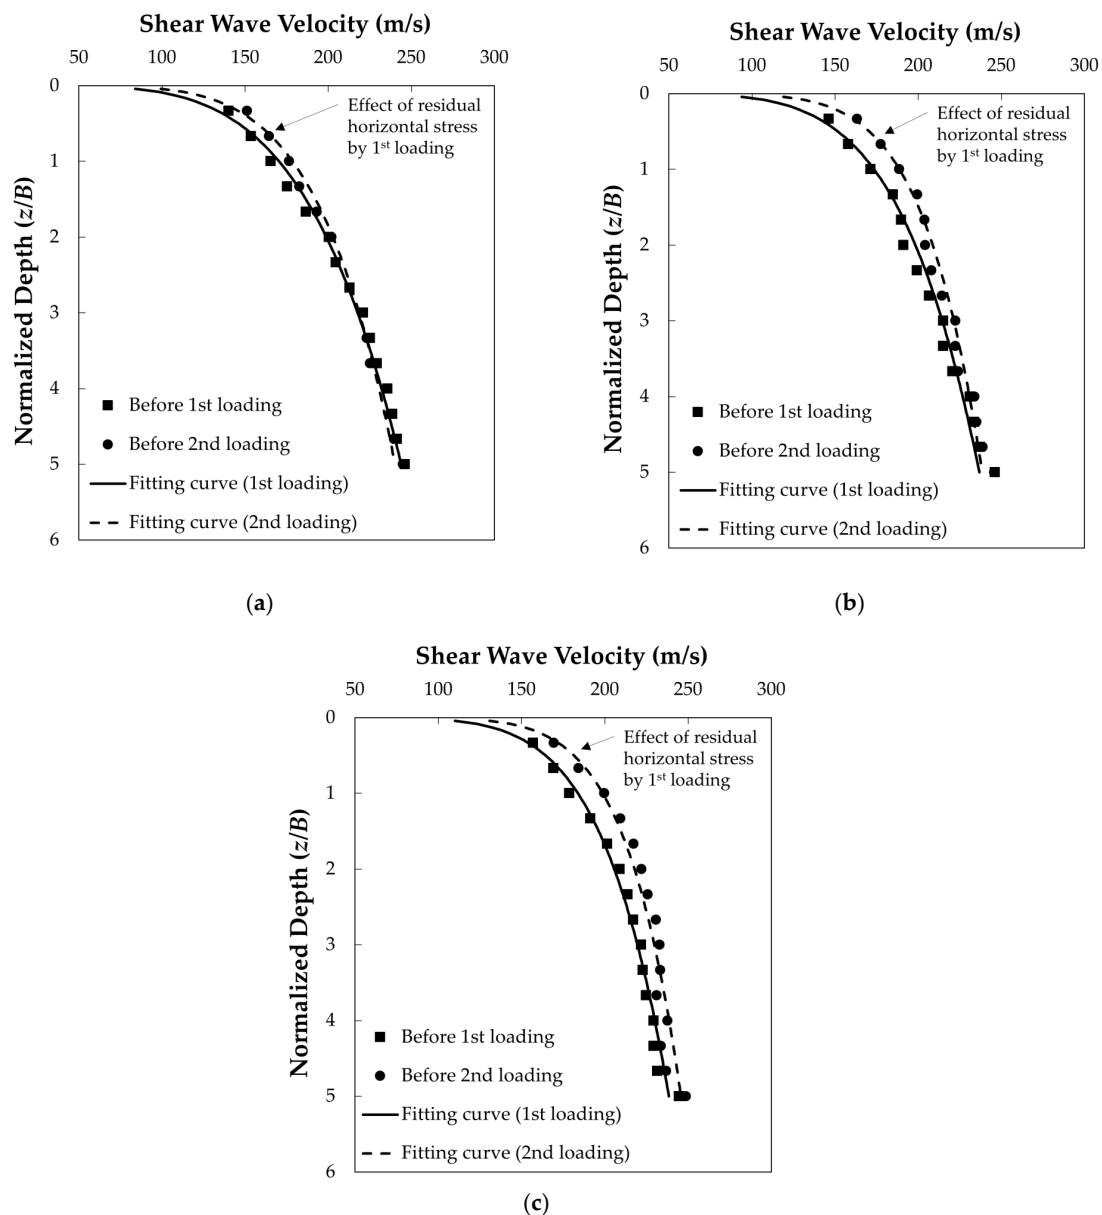 Shear Wave Velocity (m/s)
50 100 150 200 250 300
0
1
2
3
4
5
6
Normalized Depth (z/B)
Effect of residual
horizontal stress
by 1st loading
Before 1st loading
Before 2nd loading
Fitting curve (1st loading)
Fitting curve (2nd loading)
(a)
Shear Wave Velocity (m/s)
50 100 150 200 250 300
0
1
2
3
4
5
6
Normalized Depth (z/B)
Effect of residual
horizontal stress
by 1st loading
Before 1st loading
Before 2nd loading
Fitting curve (1st loading)
Fitting curve (2nd loading)
(b)
Shear Wave Velocity (m/s)
50 100 150 200 250 300
0
1
2
3
4
5
6
Normalized Depth (z/B)
Effect of residual
horizontal stress
by 1st loading
Before 1st loading
Before 2nd loading
Fitting curve (1st loading)
Fitting curve (2nd loading)
(c)